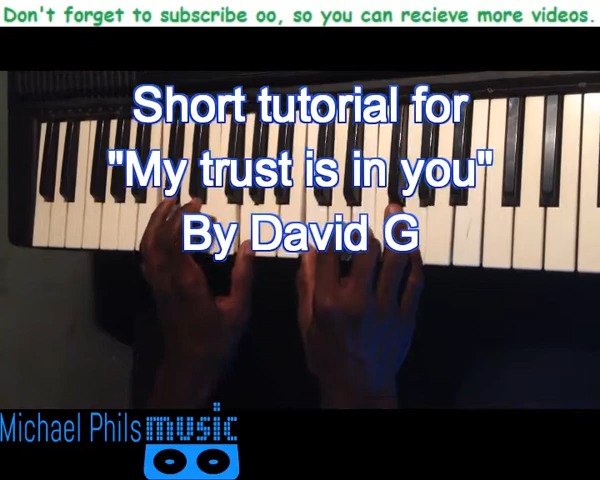 Don't forget to subscribe oo, so you can recieve more videos.
Short tutorial for
"My trust is in you"
By David G
Michael Phils music